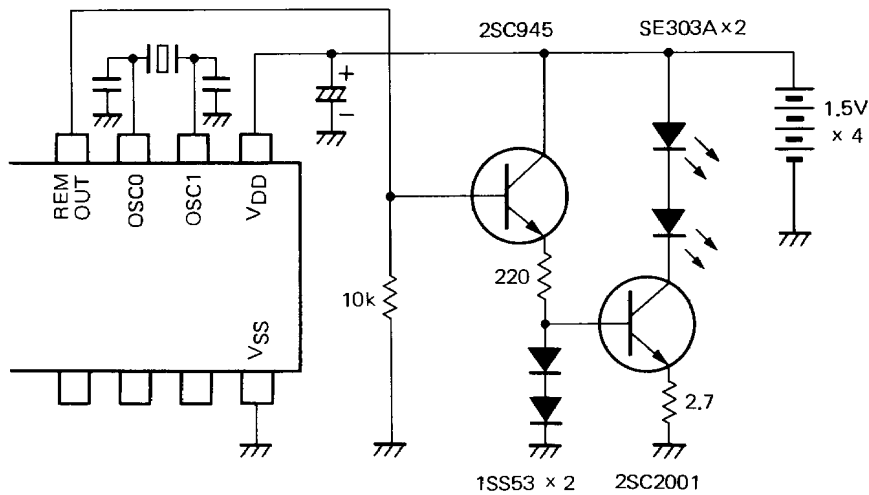 2SC945
SE303A×2
+
−
1.5V
× 4
REM
OUT
OSC0
OSC1
VDD
220
10k
VSS
2.7
1SS53 × 2
2SC2001